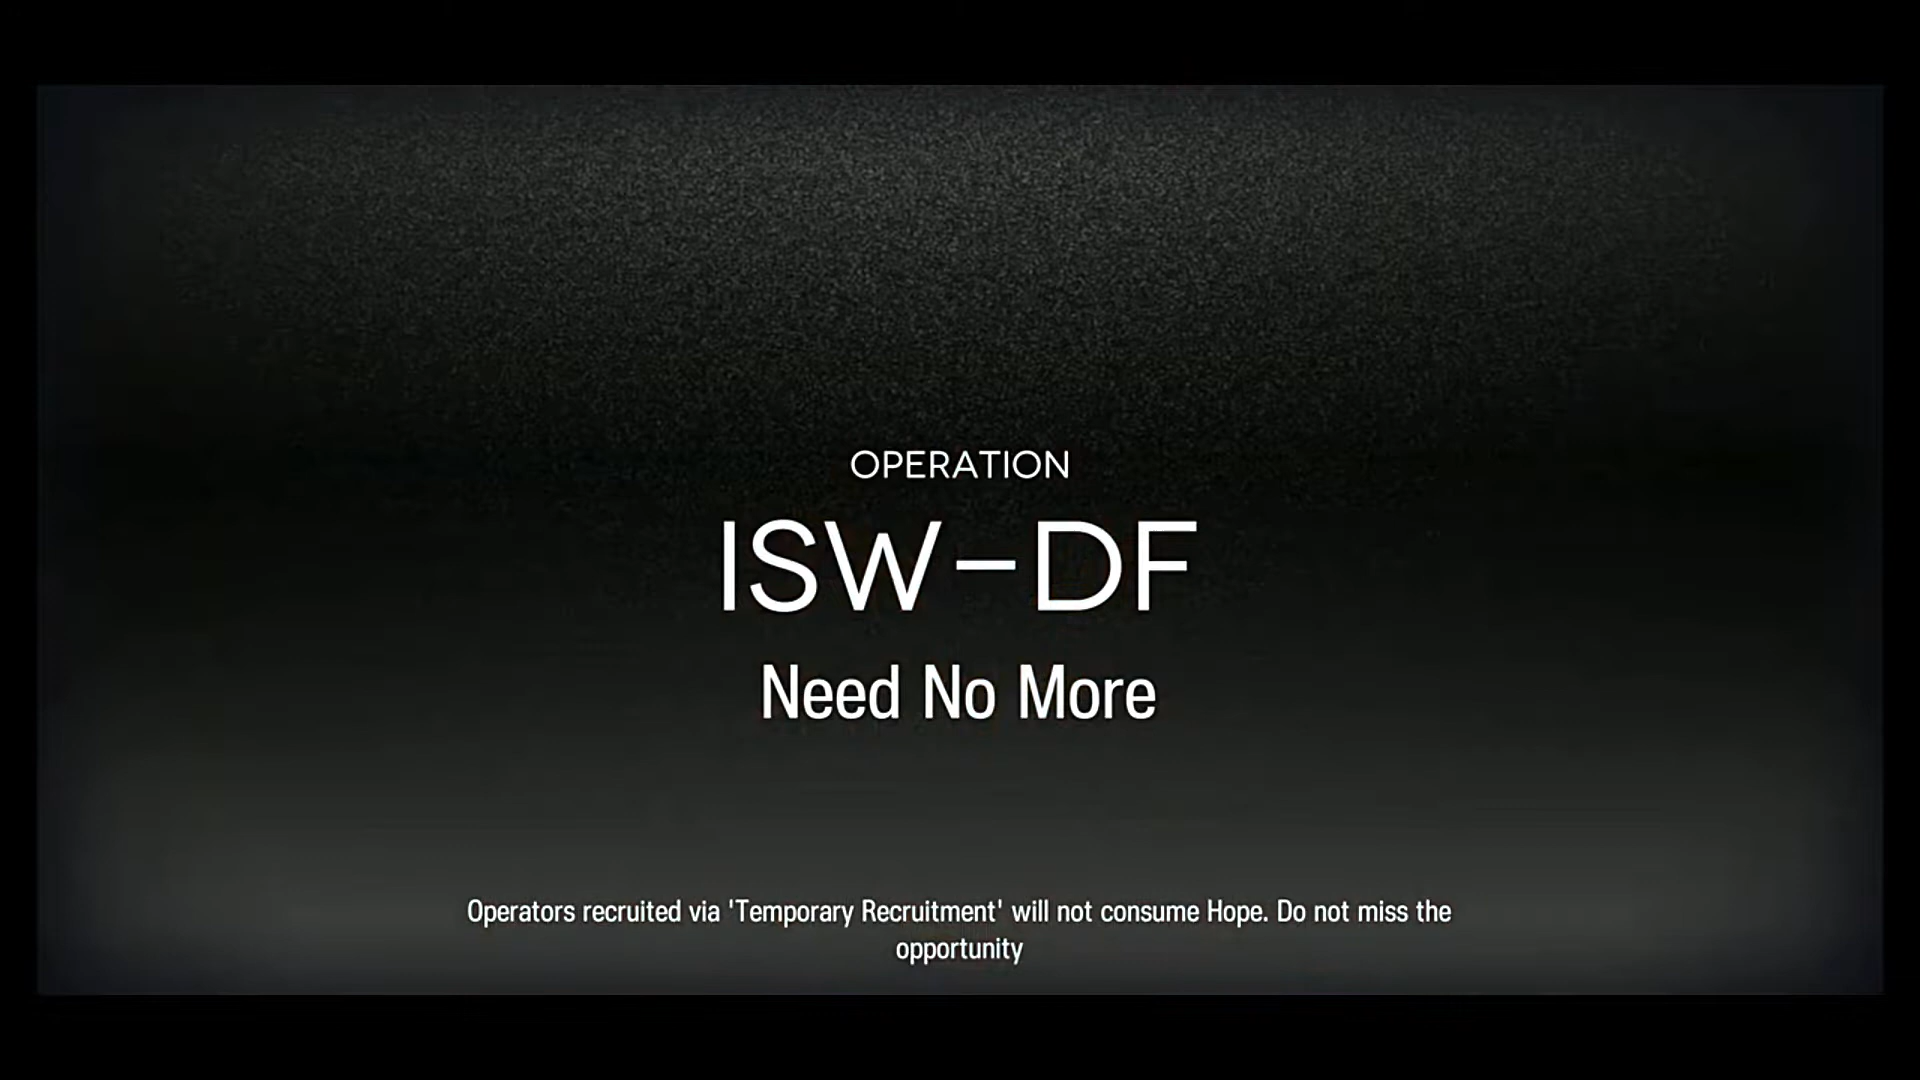 OPERATION
ISW-DF
Need No More
Operators recruited via 'Temporary Recruitment' will not consume Hope. Do not miss the
opportunity